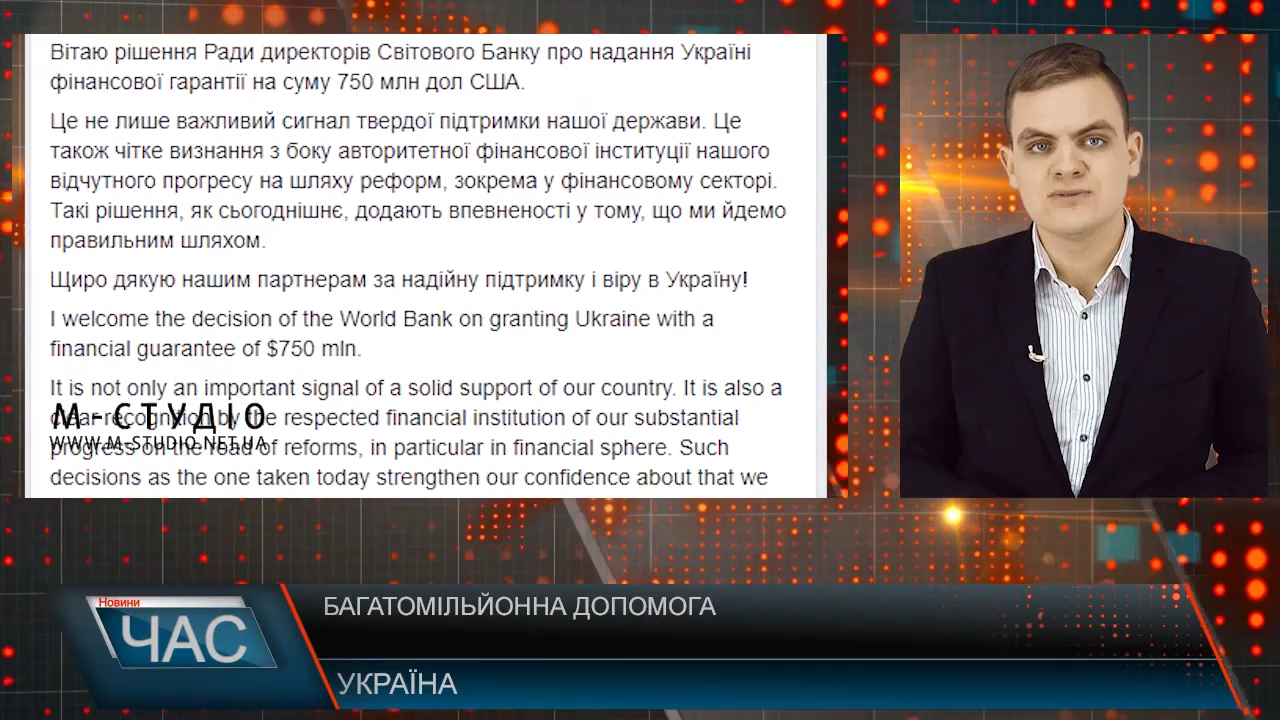 Вітаю рішення Ради директорів Світового Банку про надання Україні
фінансової гарантії на суму 750 млн дол США.
Це не лише важливий сигнал твердої підтримки нашої держави. Це
також чітке визнання з боку авторитетної фінансової інституції нашого
відчутного прогресу на шляху реформ, зокрема у фінансовому секторі.
Такі рішення, як сьогоднішнє, додають впевненості у тому, що ми йдемо
правильним шляхом.
Щиро дякую нашим партнерам за надійну підтримку і віру в Україну!
I welcome the decision of the World Bank on granting Ukraine with a
financial guarantee of $750 mln.
It is not only an important signal of a solid support of our country. It is also a
clear recognition by the respected financial institution of our substantial
progress on the road of reforms, in particular in financial sphere. Such
decisions as the one taken today strengthen our confidence about that we
М-СТУДІО
WWW.M-STUDIO.NET.UA
Новини
ЧАС
БАГАТОМІЛЬЙОННА ДОПОМОГА
УКРАЇНА